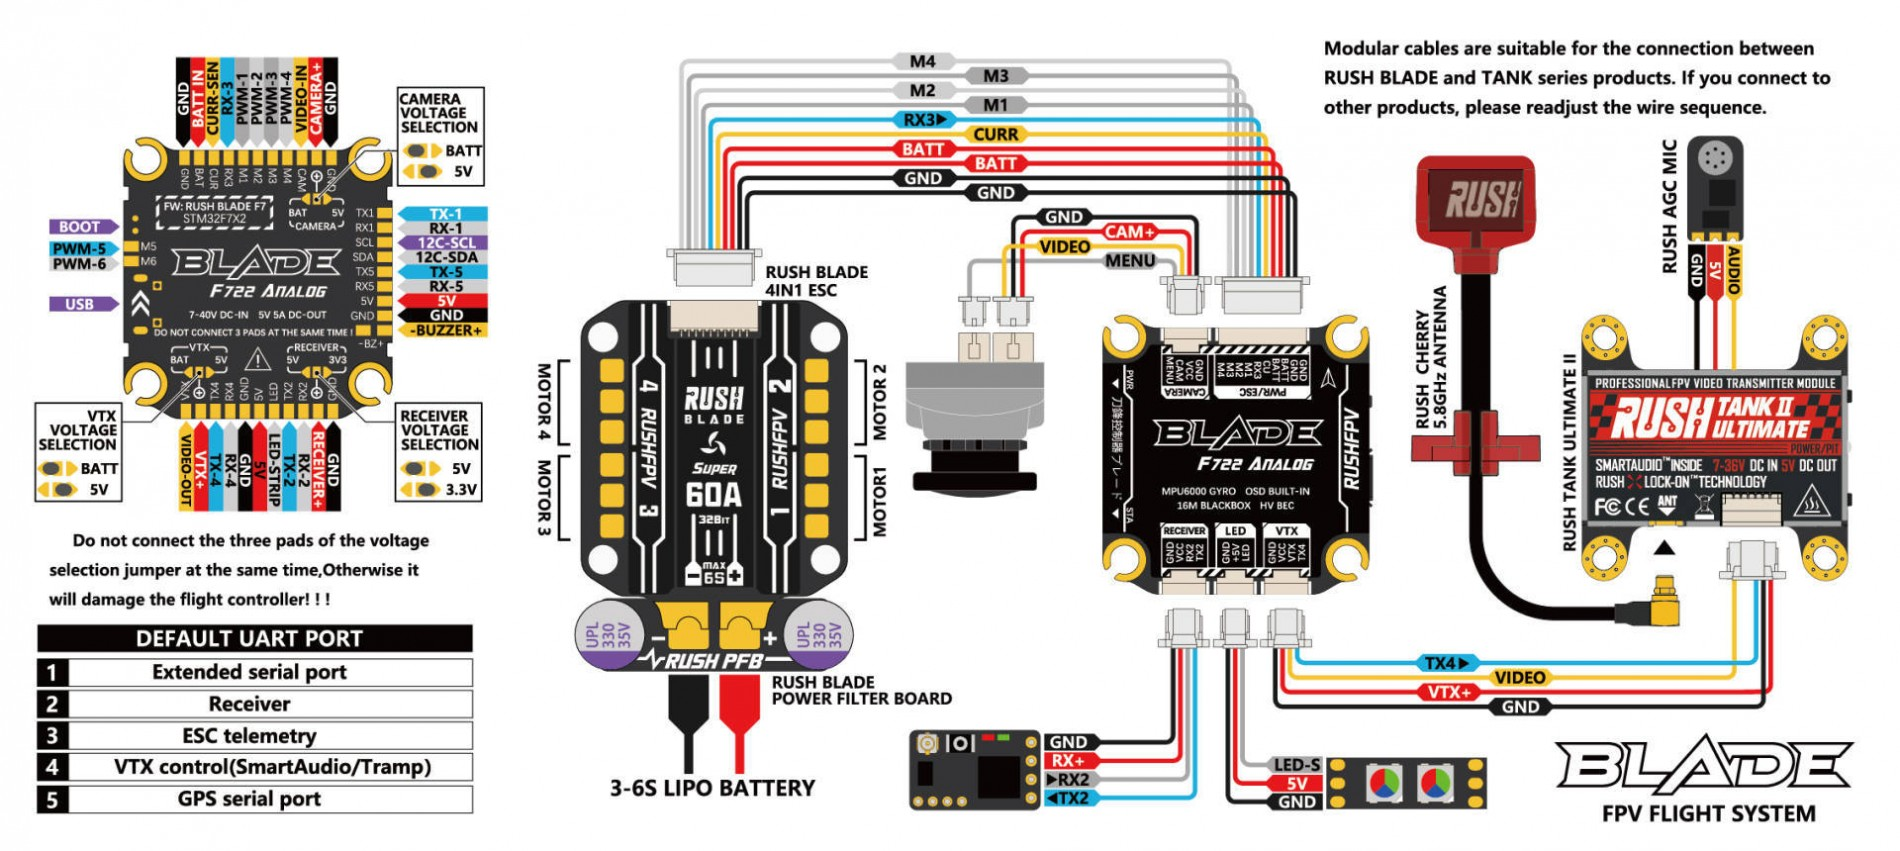 GND
BATT IN
CURR-SEN
RX-3
PWM-1
PWM-2
PWM-3
PWM-4
VIDEO-IN
CAMERA+
GND
CAMERA
VOLTAGE
SELECTION
BATT
5V
GND
BAT
CUR
RX3
M1
M2
M3
M4
CAM
GND
FW: RUSH BLADE F7
STM32F7X2
BAT 5V
CAMERA
BOOT
PWM-5
PWM-6
USB
M5
M6
BLADE
F722 ANALOG
7-40V DC-IN 5V 5A DC-OUT
DO NOT CONNECT 3 PADS AT THE SAME TIME !
TX1
RX1
SCL
SDA
TX5
RX5
5V
GND
-BZ+
TX-1
RX-1
12C-SCL
12C-SDA
TX-5
RX-5
5V
GND
-BUZZER+
VTX
BAT 5V
RECEIVER
5V 3V3
TX4
RX4
GND
5V
LED
TX2
RX2
GND
VTX
VOLTAGE
SELECTION
BATT
5V
VIDEO-OUT
VTX+
TX-4
RX-4
GND
5V
LED-STRIP
TX-2
RX-2
RECEIVER+
GND
RECEIVER
VOLTAGE
SELECTION
5V
3.3V
Do not connect the three pads of the voltage
selection jumper at the same time,Otherwise it
will damage the flight controller! ! !
DEFAULT UART PORT
1 Extended serial port
2 Receiver
3 ESC telemetry
4 VTX control(SmartAudio/Tramp)
5 GPS serial port
M4
M3
M2
M1
RX3
CURR
BATT
BATT
GND
GND
GND
CAM+
VIDEO
MENU
RUSH BLADE
4IN1 ESC
MOTOR 4
MOTOR 3
MOTOR 2
MOTOR1
4 RUSHFPV 3
RUSH
BLADE
SUPER
60A
32BIT
MAX
6S
1 RUSHFPV 2
UPL
330
35V
UPL
330
35V
- +
RUSH PFB
RUSH BLADE
POWER FILTER BOARD
3-6S LIPO BATTERY
MENU
CAM
VCC
GND
CAMERA
M4
M3
M2
M1
RX3
CU
BATT
BATT
GND
GND
PWR/ESC
PWR
STA
RUSHFPV
BLADE
F722 ANALOG
MPU6000 GYRO OSD BUILT-IN
16M BLACKBOX HV BEC
RECEIVER LED VTX
GND
VCC
RX2
TX2
GND
+5V
LED
GND
VCC
VTX
TX4
GND
RX+
RX2
TX2
LED-S
5V
GND
TX4
VIDEO
VTX+
GND
Modular cables are suitable for the connection between
RUSH BLADE and TANK series products. If you connect to
other products, please readjust the wire sequence.
RUSH
RUSH CHERRY
5.8GHz ANTENNA
RUSH AGC MIC
GND
5V
AUDIO
RUSH TANK ULTIMATE II
PROFESSIONALFPV VIDEO TRANSMITTER MODULE
RUSH TANK II
ULTIMATE
POWER/PIT
SMARTAUDIO™INSIDE 7-36V DC IN 5V DC OUT
RUSH LOCK-ON™TECHNOLOGY
FC CE ANT
BLADE
FPV FLIGHT SYSTEM